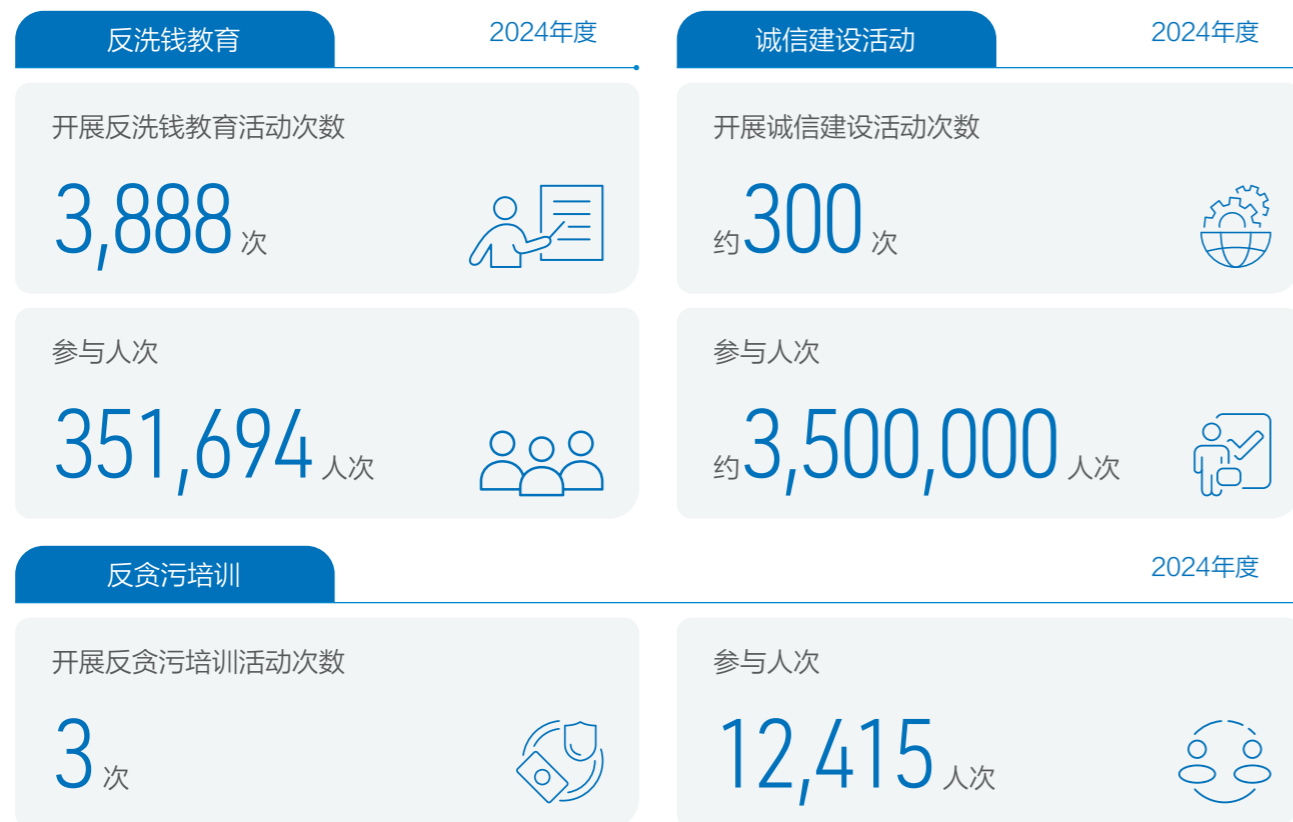 反洗钱教育
2024年度
开展反洗钱教育活动次数
3,888 次
参与人次
351,694 人次
诚信建设活动
2024年度
开展诚信建设活动次数
约300 次
参与人次
约3,500,000 人次
反贪污培训
2024年度
开展反贪污培训活动次数
3 次
参与人次
12,415 人次